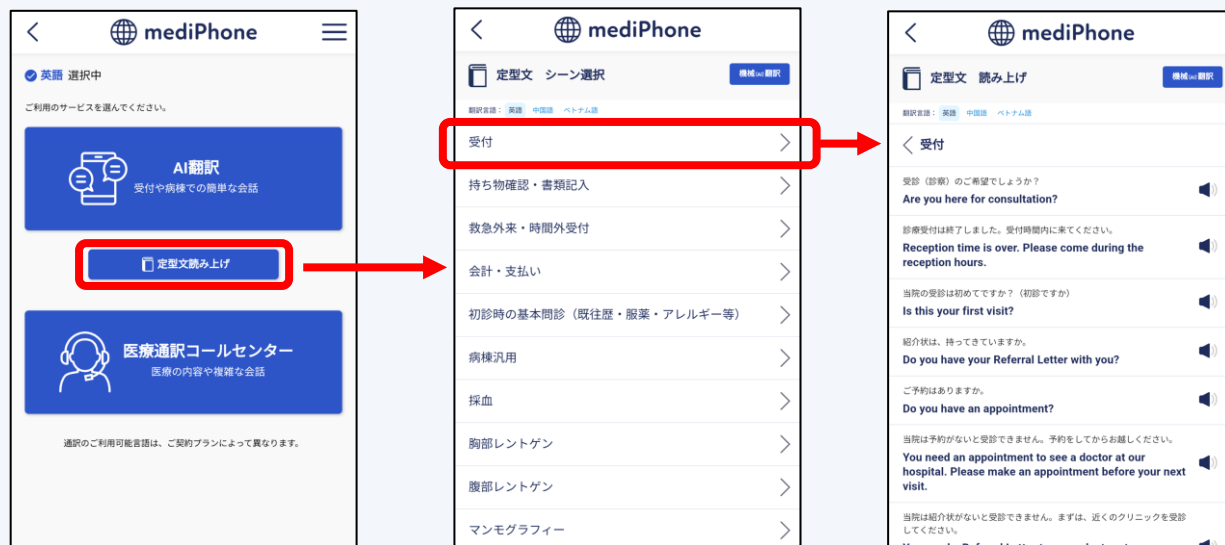 mediPhone
英語 選択中
ご利用のサービスを選んでください。
AI翻訳
受付や病棟での簡単な会話
定型文読み上げ
医療通訳コールセンター
医療の内容や複雑な会話
通訳のご利用可能言語は、ご契約プランによって異なります。
mediPhone
定型文 シーン選択
機械(AI)翻訳
翻訳言語： 英語 中国語 ベトナム語
受付
持ち物確認・書類記入
救急外来・時間外受付
会計・支払い
初診時の基本問診（既往歴・服薬・アレルギー等）
病棟汎用
採血
胸部レントゲン
腹部レントゲン
マンモグラフィー
mediPhone
定型文 読み上げ
機械(AI)翻訳
翻訳言語： 英語 中国語 ベトナム語
受付
受診（診察）のご希望でしょうか？
Are you here for consultation?
診療受付は終了しました。受付時間内に来てください。
Reception time is over. Please come during the
reception hours.
当院の受診は初めてですか？（初診ですか）
Is this your first visit?
紹介状は、持ってきていますか。
Do you have your Referral Letter with you?
ご予約はありますか。
Do you have an appointment?
当院は予約がないと受診できません。予約をしてからお越しください。
You need an appointment to see a doctor at our
hospital. Please make an appointment before your next
visit.
当院は紹介状がないと受診できません。まずは、近くのクリニックを受診
してください。